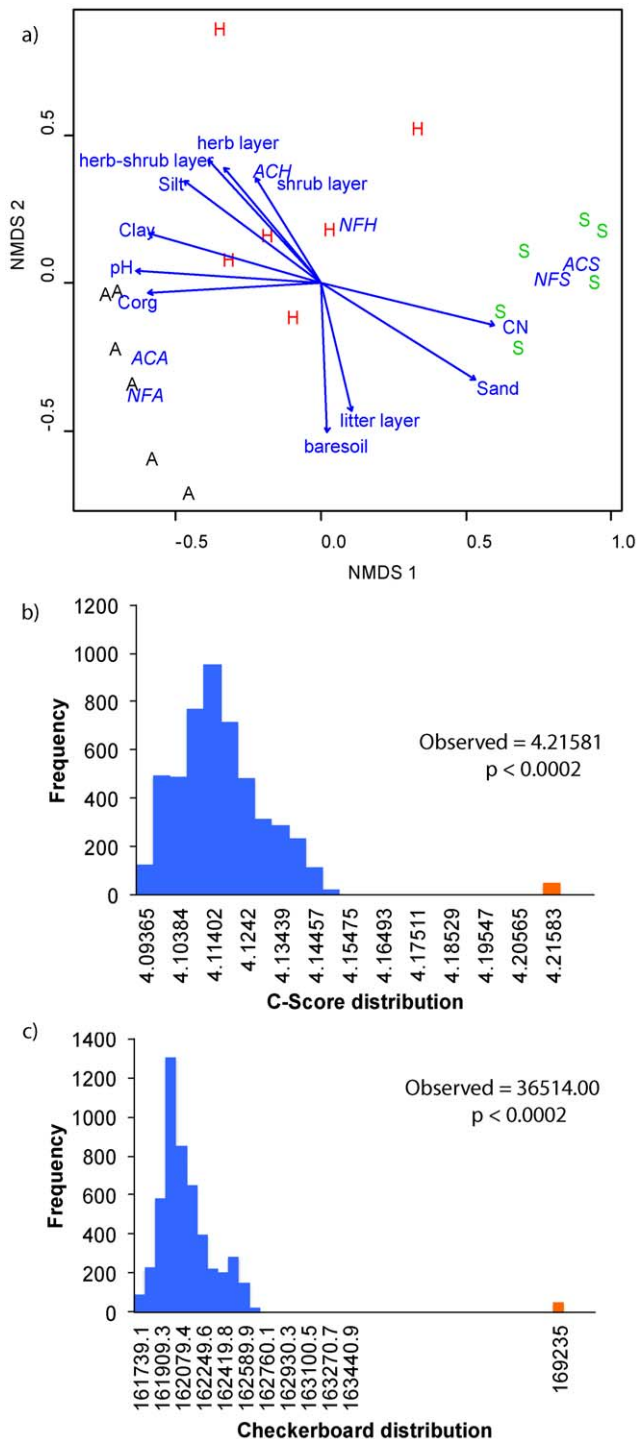 a)
H
H
herb layer
herb-shrub layer
ACH
shrub layer
Silt
H
NFH
Clay
H
H
pH
Corg
H
A A
A
ACA
A
NFA
A
A
S
S
S
ACS
NFS
S
S
CN
S
Sand
litter layer
baresoil
NMDS 2
0.5
0.0
-0.5
-0.5
0.0
0.5
1.0
NMDS 1
b)
1200
1000
800
600
400
200
0
Frequency
Observed = 4.21581
p < 0.0002
4.09365
4.10384
4.11402
4.1242
4.13439
4.14457
4.15475
4.16493
4.17511
4.18529
4.19547
4.20565
4.21583
C-Score distribution
c)
1400
1200
1000
800
600
400
200
0
Frequency
Observed = 36514.00
p < 0.0002
161739.1
161909.3
162079.4
162249.6
162419.8
162589.9
162760.1
162930.3
163100.5
163270.7
163440.9
169235
Checkerboard distribution